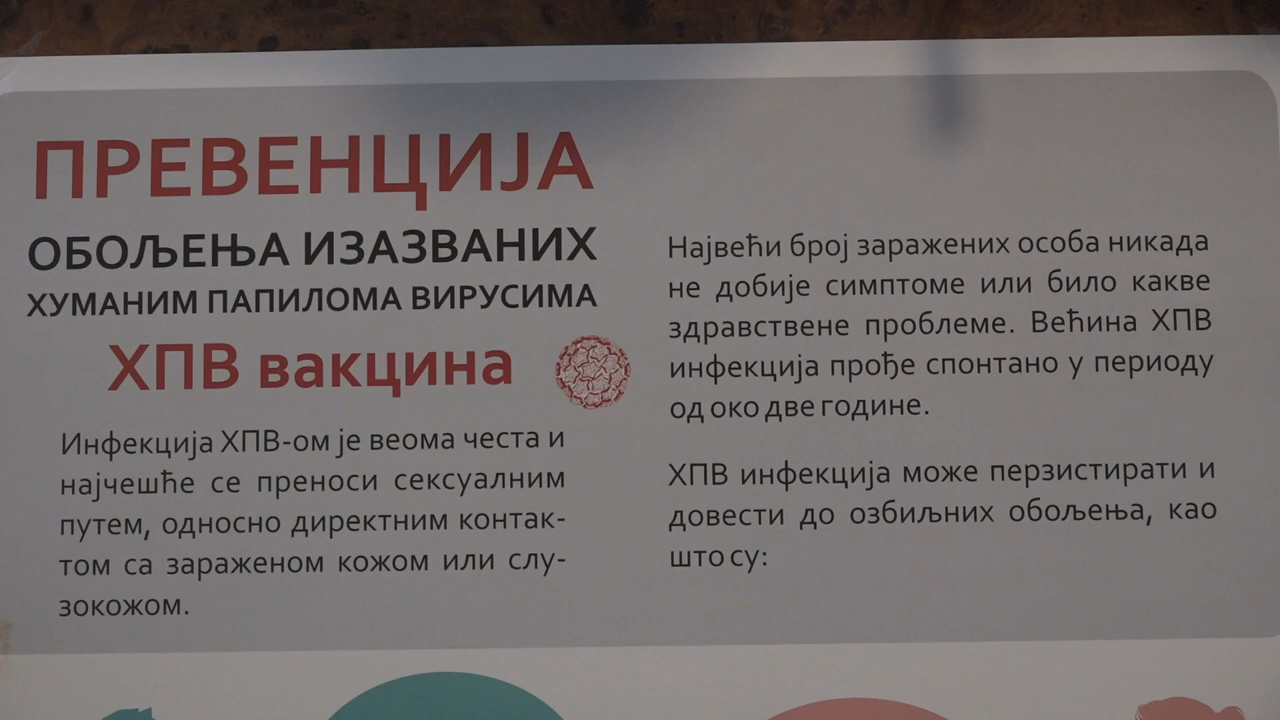 ПРЕВЕНЦИЈА
ОБОЉЕЊА ИЗАЗВАНИХ
ХУМАНИМ ПАПИЛОМА ВИРУСИМА
ХПВ вакцина
Инфекција ХПВ-ом је веома честа и
најчешће се преноси сексуалним
путем, односно директним контак-
том са зараженом кожом или слу-
зокожом.
Највећи број заражених особа никада
не добије симптоме или било какве
здравствене проблеме. Већина ХПВ
инфекција прође спонтано у периоду
од око две године.
ХПВ инфекција може перзистирати и
довести до озбиљних обољења, као
што су: